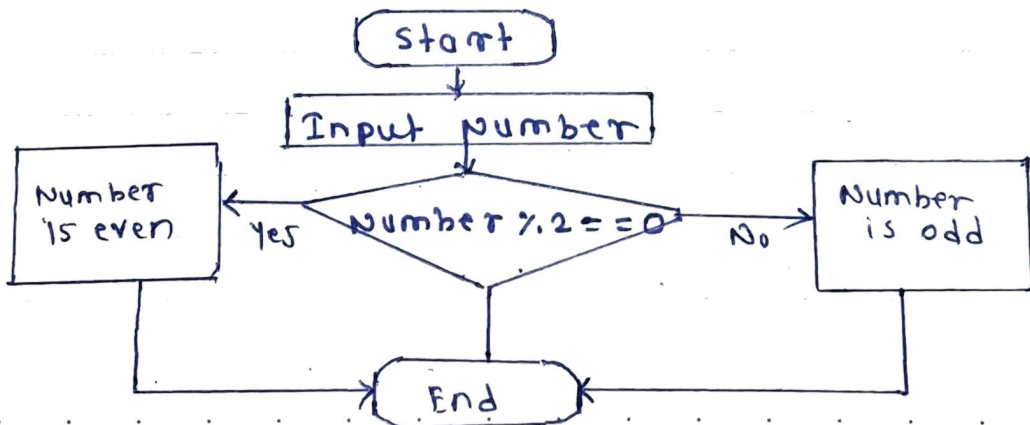 Start
Input Number
Number
is even
Yes
Number % 2 = = 0
No
Number
is odd
End